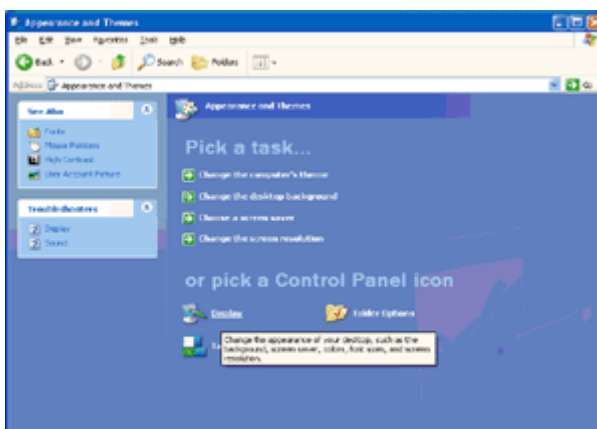 Appearance and Themes
File Edit View Favorites Tools Help
Back Search Folders
Address Appearance and Themes Go
See Also
Fonts
Mouse Pointers
High Contrast
User Account Picture
Troubleshooters
Display
Sound
Appearance and Themes
Pick a task...
Change the computer's theme
Change the desktop background
Choose a screen saver
Change the screen resolution
or pick a Control Panel icon
Display
Folder Options
Change the appearance of your desktop, such as the
background, screen saver, colors, font sizes, and screen
resolution.